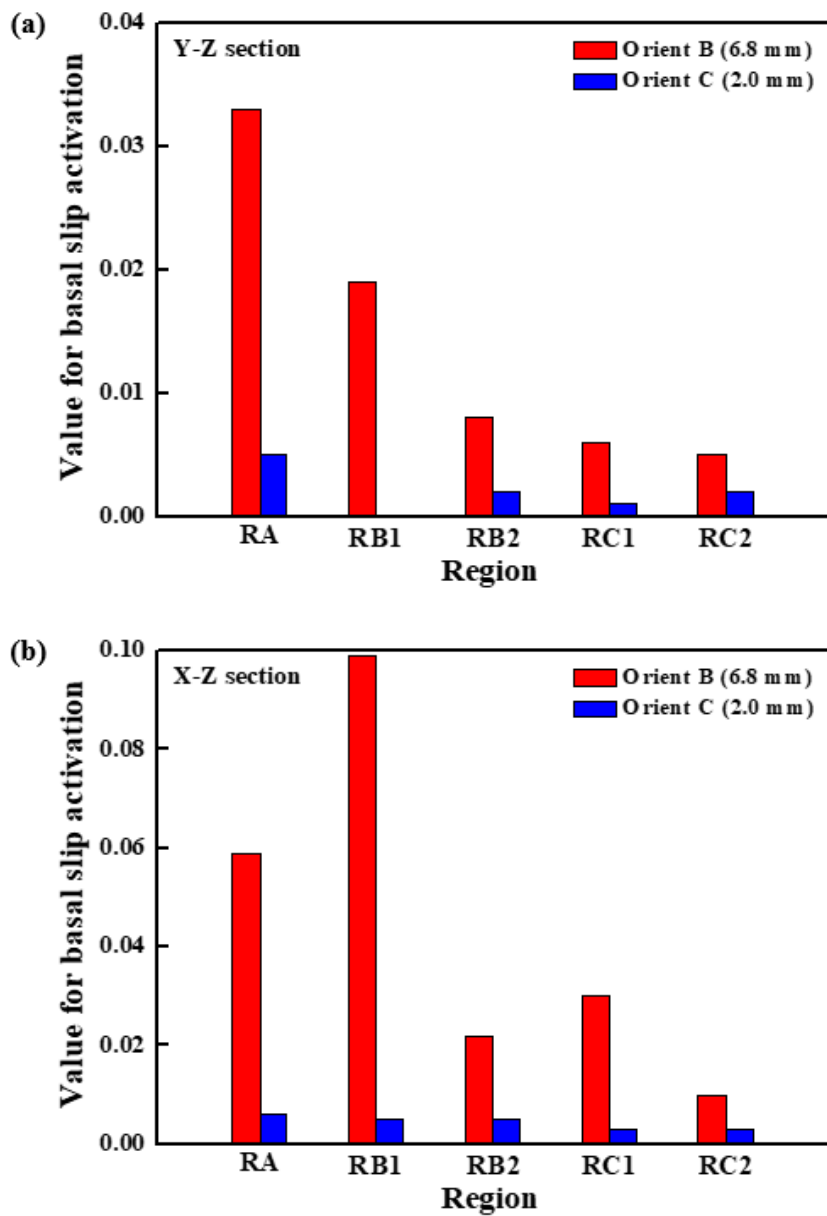 (a)
Y-Z section
Orient B (6.8 mm)
Orient C (2.0 mm)
Value for basal slip activation
0.04
0.03
0.02
0.01
0.00
RA RB1 RB2 RC1 RC2
Region
(b)
X-Z section
Orient B (6.8 mm)
Orient C (2.0 mm)
Value for basal slip activation
0.10
0.08
0.06
0.04
0.02
0.00
RA RB1 RB2 RC1 RC2
Region